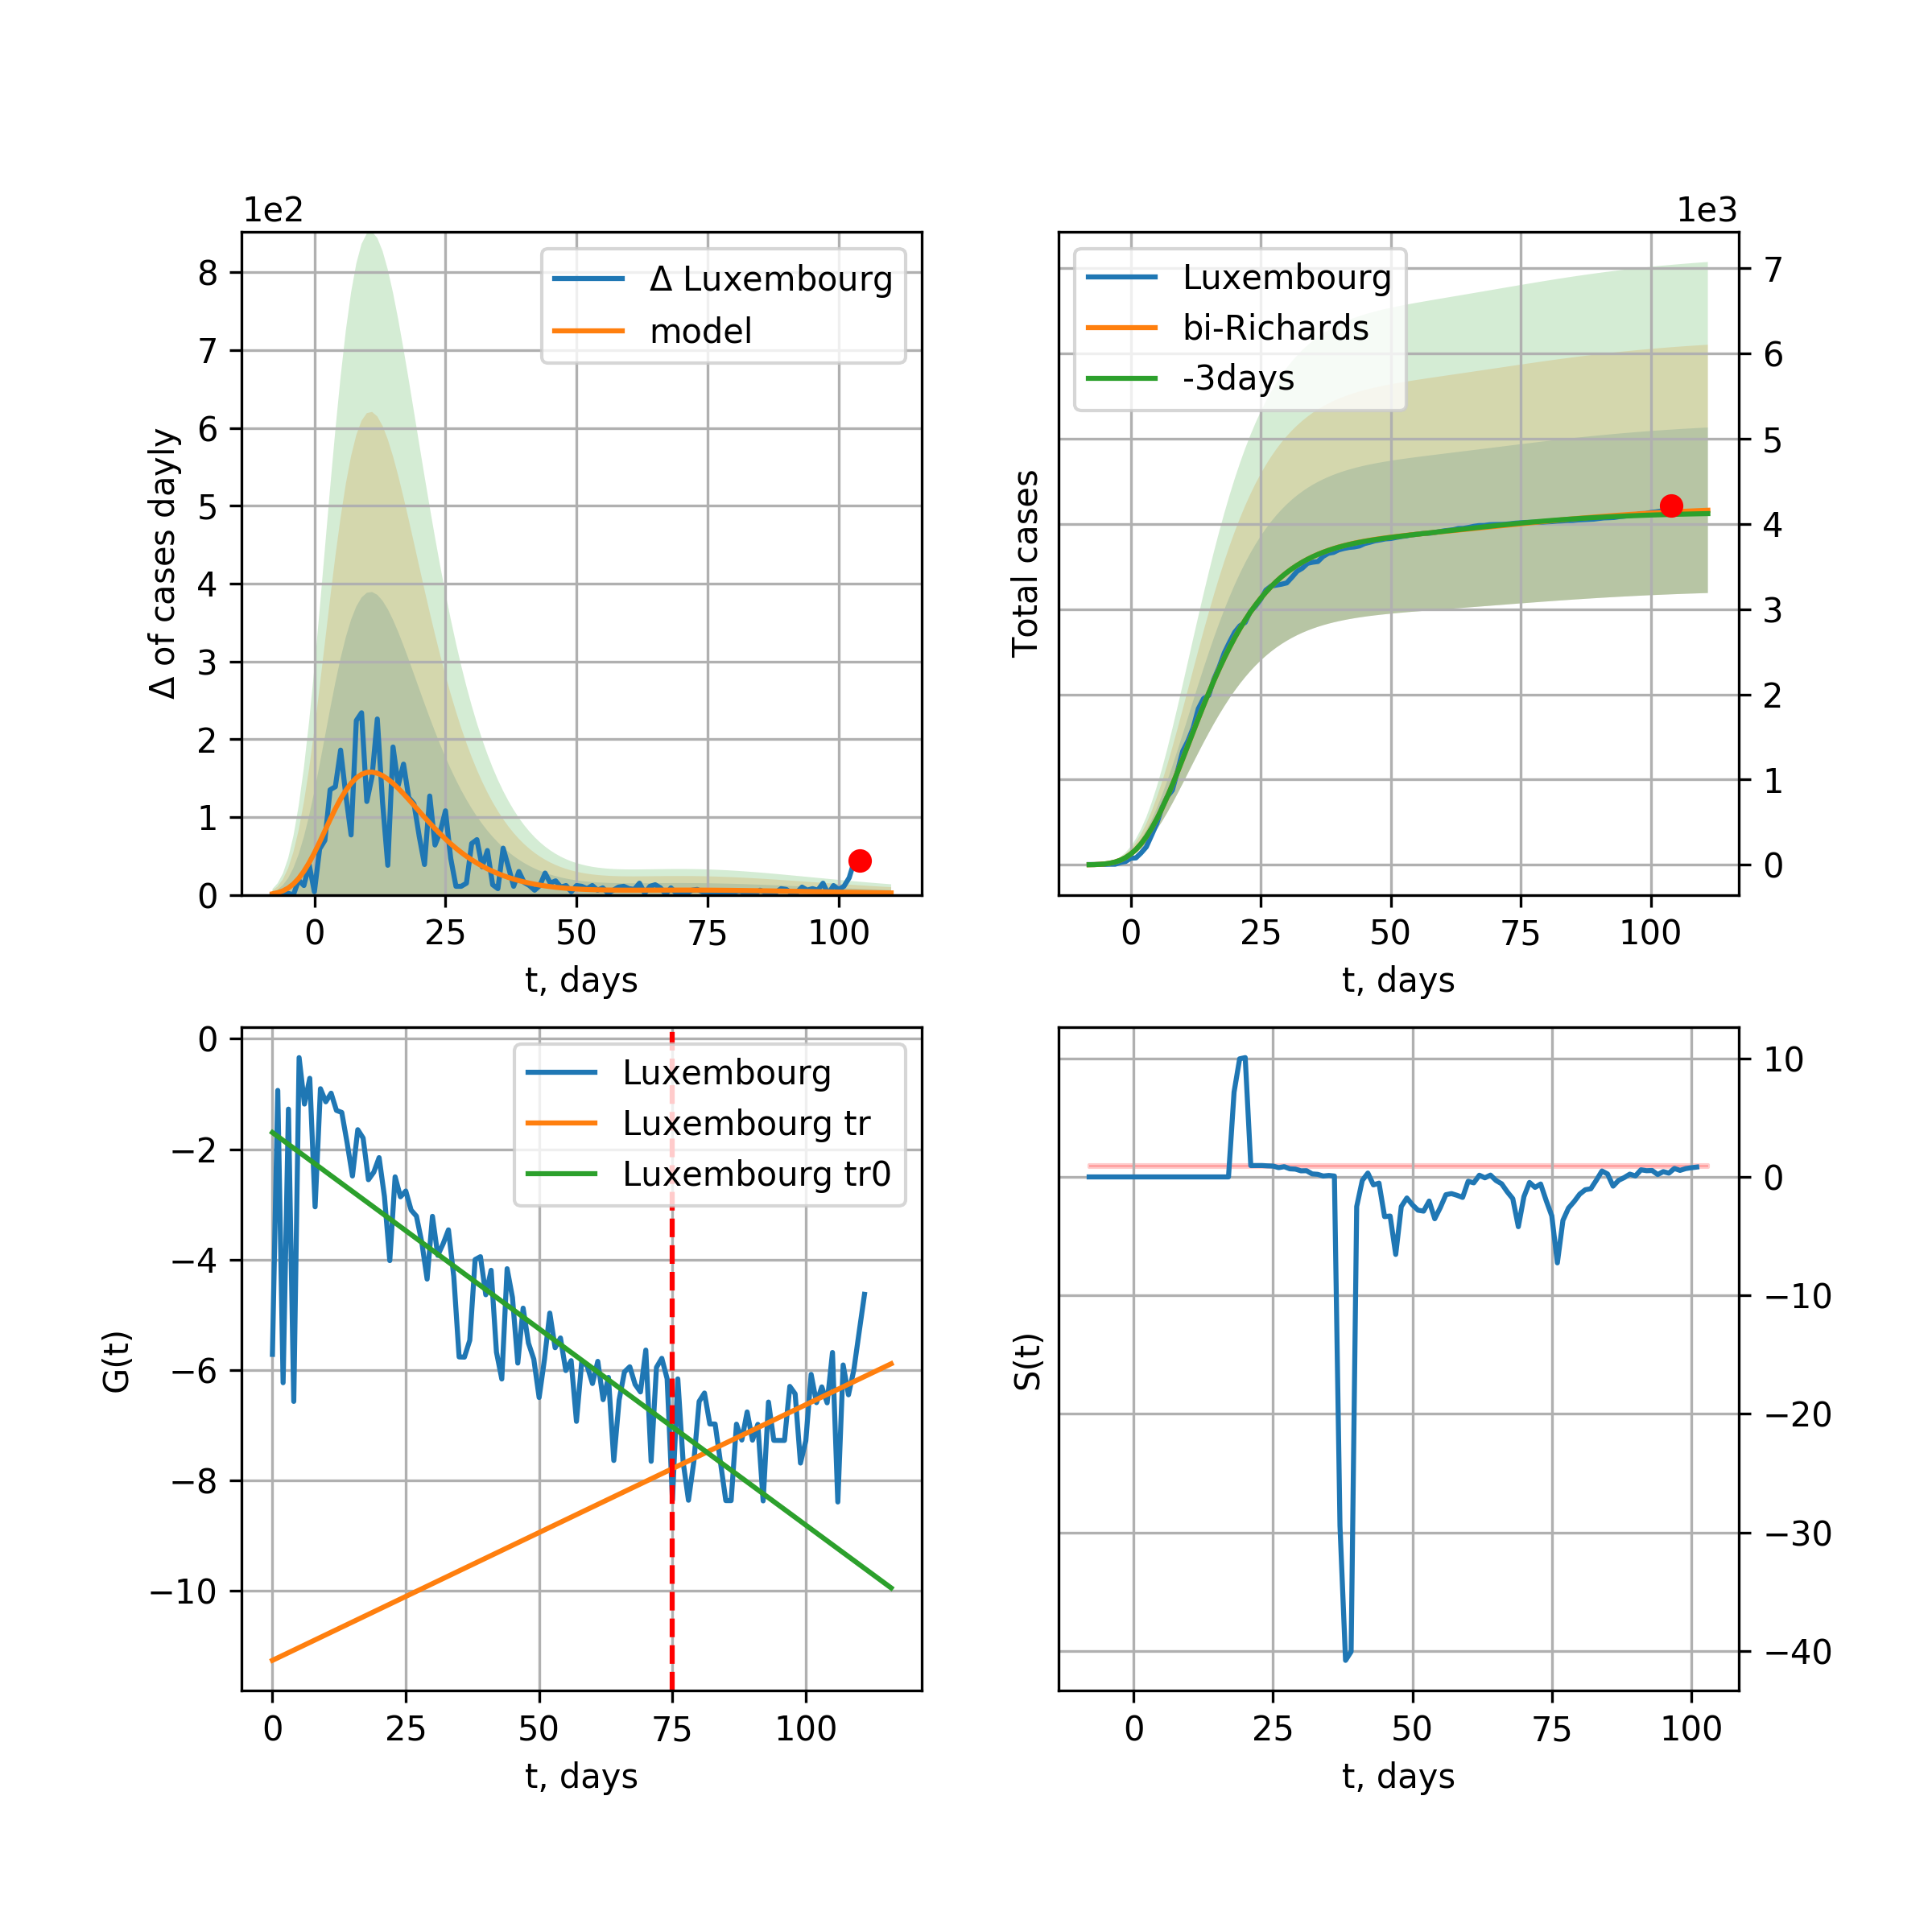 1e2
Δ of cases dayly
8
7
6
5
4
3
2
1
0
Δ Luxembourg
model
0 25 50 75 100
t, days
1e3
Total cases
Luxembourg
bi-Richards
-3days
7
6
5
4
3
2
1
0
0 25 50 75 100
t, days
G(t)
0
−2
−4
−6
−8
−10
Luxembourg
Luxembourg tr
Luxembourg tr0
0 25 50 75 100
t, days
S(t)
10
0
−10
−20
−30
−40
0 25 50 75 100
t, days